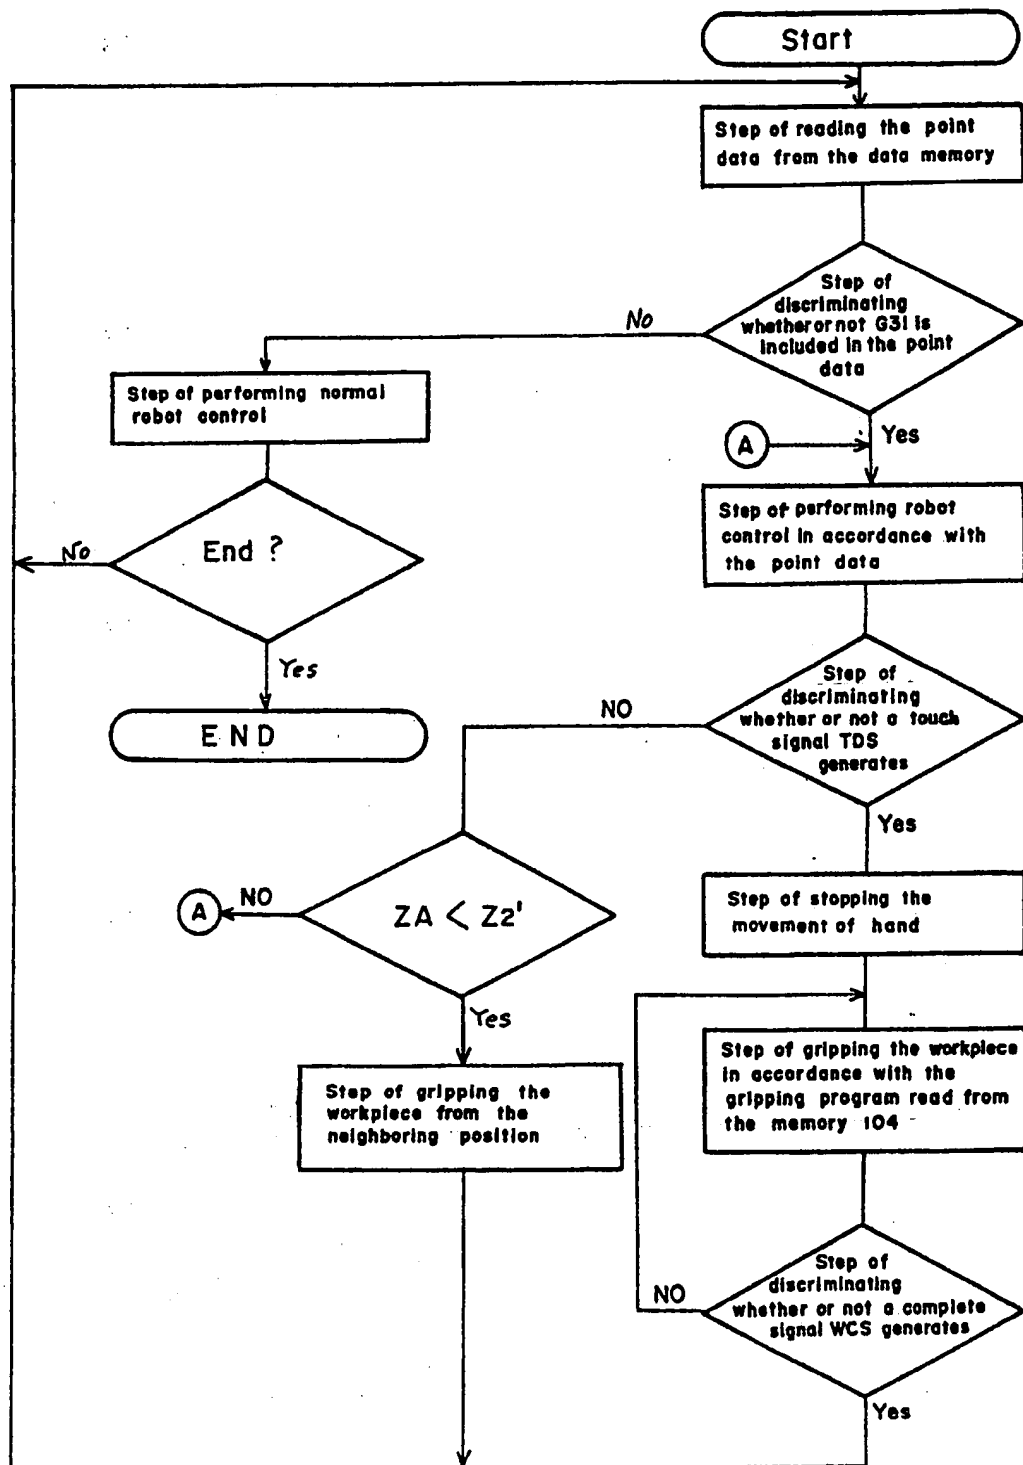 Start
Step of reading the point
data from the data memory
Step of
discriminating
whether or not G31 is
included in the point
data
No
Step of performing normal
robot control
Yes
A
Step of performing robot
control in accordance with
the point data
End ?
No
Yes
END
Step of
discriminating
whether or not a touch
signal TDS
generates
NO
Yes
ZA < Z2'
NO
A
Yes
Step of stopping the
movement of hand
Step of gripping the workpiece
in accordance with the
gripping program read from
the memory 104
Step of gripping the
workpiece from the
neighboring position
Step of
discriminating
whether or not a complete
signal WCS generates
NO
Yes